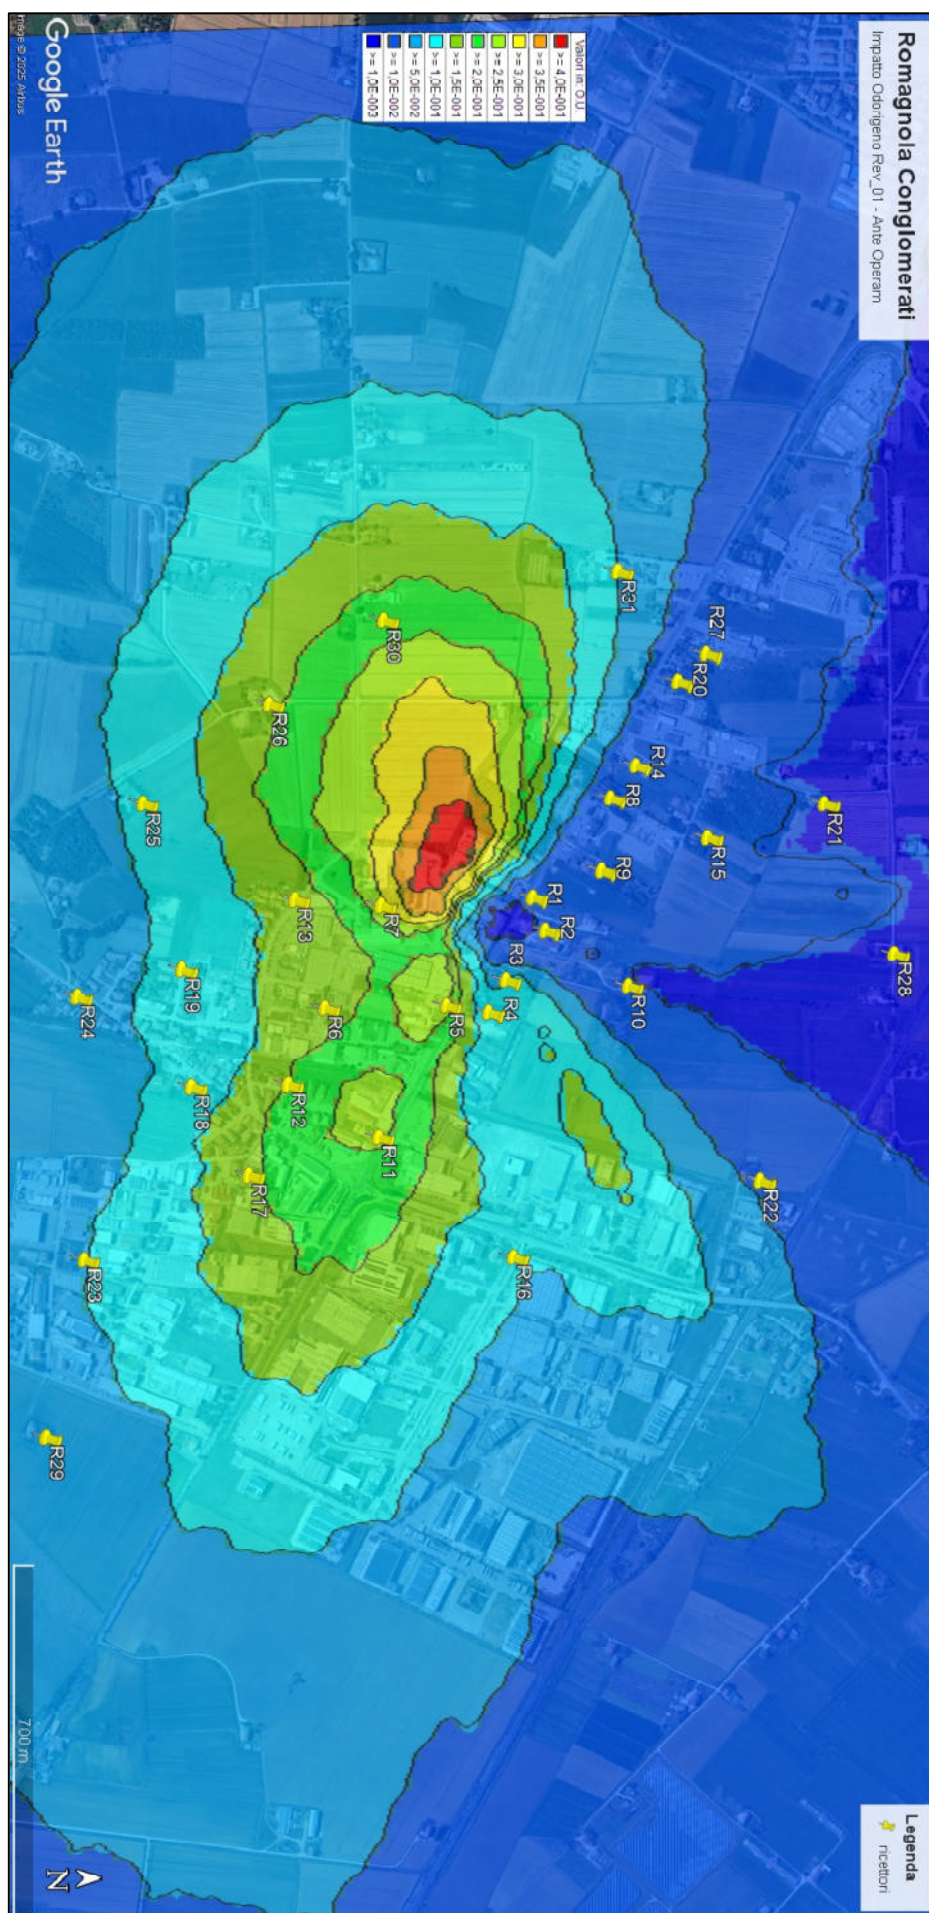 Romagnola Conglomerati
Impatto Odorigeno Rev_01 - Ante Operam
Legenda
ricettori
Valori in: O.U.
>= 4,0E-001
>= 3,5E-001
>= 3,0E-001
>= 2,5E-001
>= 2,0E-001
>= 1,5E-001
>= 1,0E-001
>= 5,0E-002
>= 1,0E-002
>= 1,0E-003
R28
R21
R22
R27
R15
R20
R14
R10
R31
R8
R9
R2
R1
R16
R3
R4
R5
R30
R7
R11
R6
R13
R12
R26
R17
R18
R19
R25
R23
R24
R29
Google Earth
Image © 2025 Airbus
700 m
N